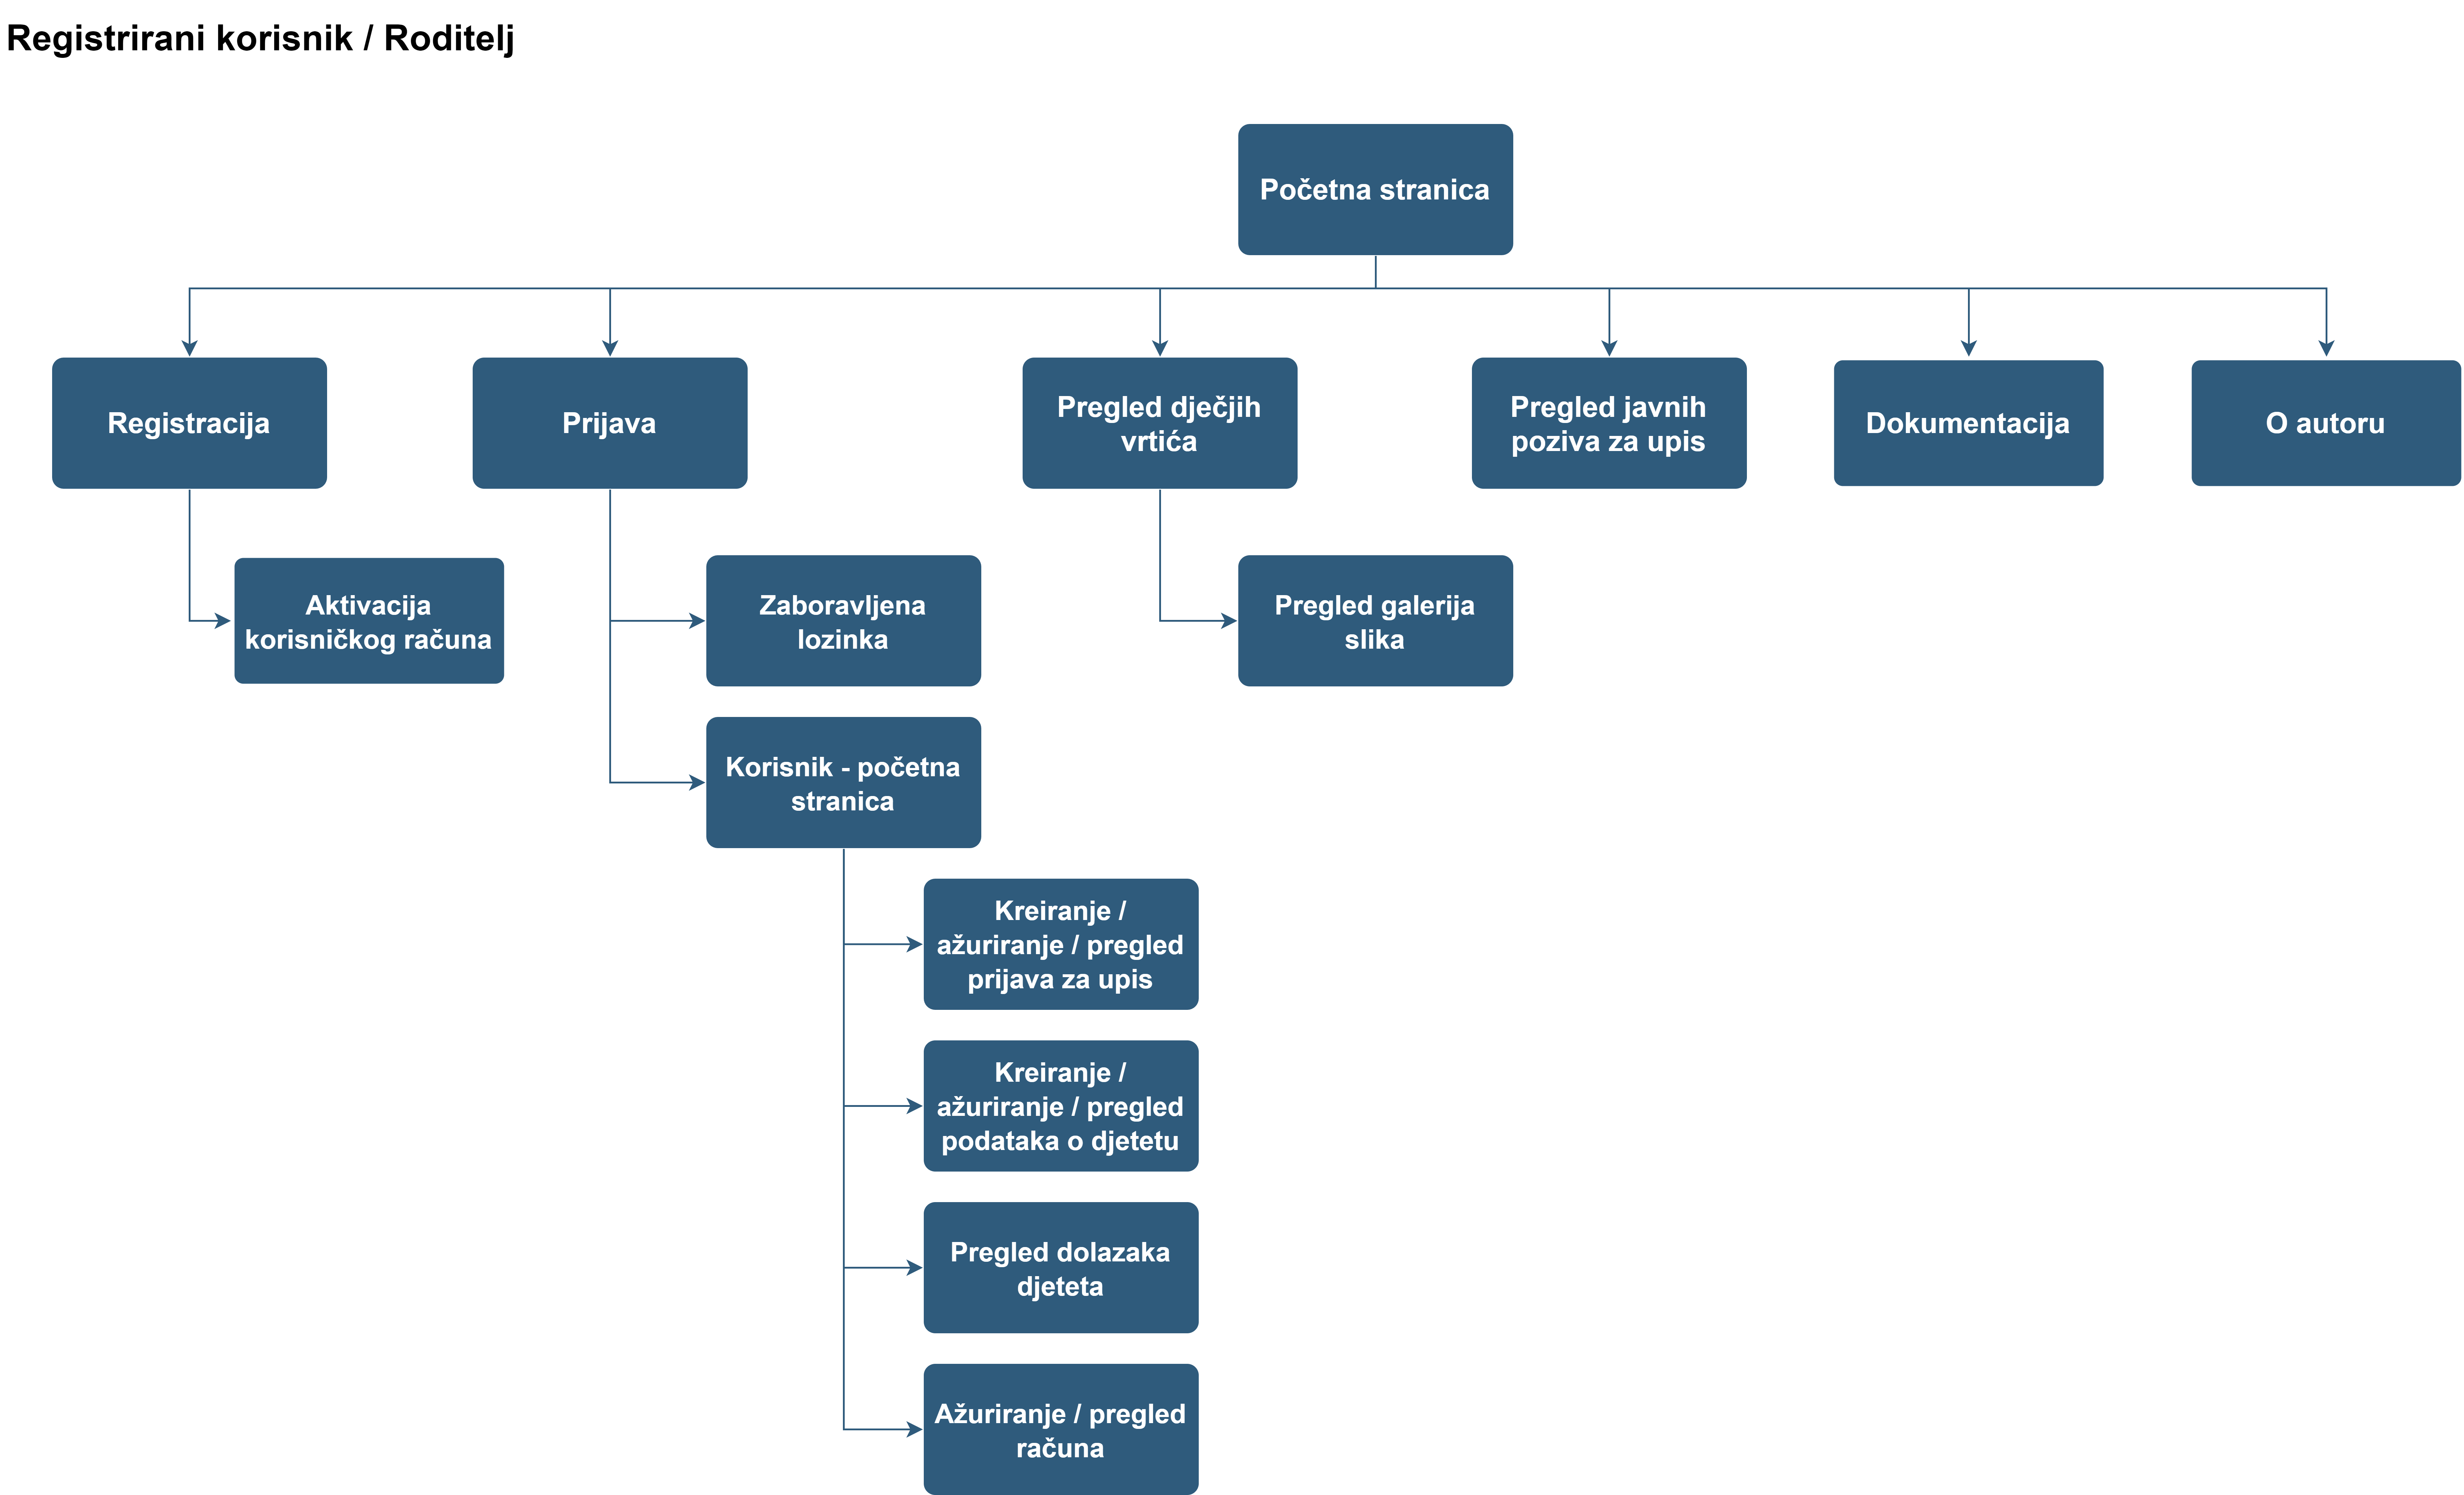 Registrirani korisnik / Roditelj
Početna stranica
Registracija
Prijava
Pregled dječjih
vrtića
Pregled javnih
poziva za upis
Dokumentacija
O autoru
Aktivacija
korisničkog računa
Zaboravljena
lozinka
Pregled galerija
slika
Korisnik - početna
stranica
Kreiranje /
ažuriranje / pregled
prijava za upis
Kreiranje /
ažuriranje / pregled
podataka o djetetu
Pregled dolazaka
djeteta
Ažuriranje / pregled
računa